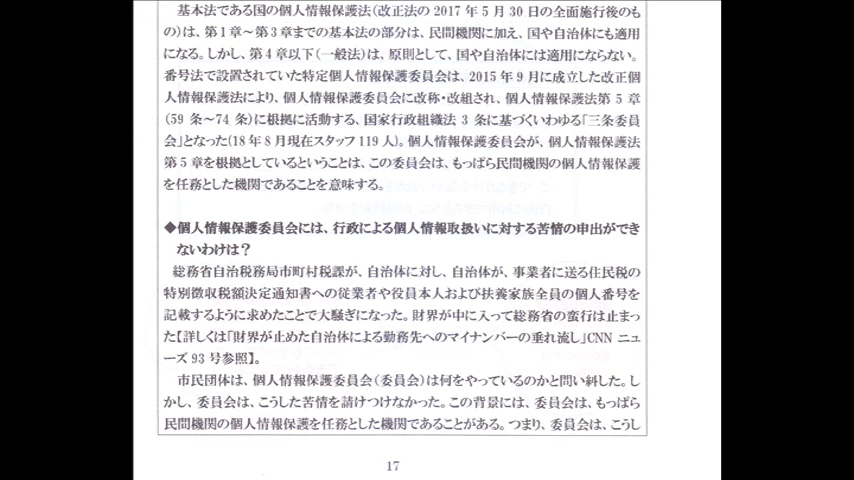 基本法である国の個人情報保護法(改正法の 2017 年 5 月 30 日の全面施行後のも
の)は、第１章～第３章までの基本法の部分は、民間機関に加え、国や自治体にも適用
になる。しかし、第４章以下(一般法)は、原則として、国や自治体には適用にならない。
番号法で設置されていた特定個人情報保護委員会は、2015 年 9 月に成立した改正個
人情報保護法により、個人情報保護委員会に改称・改組され、個人情報保護法第 5 章
(59 条～74 条)に根拠に活動する、国家行政組織法 3 条に基づくいわゆる「三条委員
会」となった(18 年 8 月現在スタッフ 119 人)。個人情報保護委員会が、個人情報保護法
第 5 章を根拠としているということは、この委員会は、もっぱら民間機関の個人情報保護
を任務とした機関であることを意味する。
◆個人情報保護委員会には、行政による個人情報取扱いに対する苦情の申出ができ
ないわけは？
総務省自治税務局市町村税課が、自治体に対し、自治体が、事業者に送る住民税の
特別徴収税額決定通知書への従業者や役員本人および扶養家族全員の個人番号を
記載するように求めたことで大騒ぎになった。財界が中に入って総務省の蛮行は止まっ
た【詳しくは「財界が止めた自治体による勤務先へのマイナンバーの垂れ流し」CNN ニュ
ーズ 93 号参照】。
市民団体は、個人情報保護委員会(委員会)は何をやっているのかと問い糾した。し
かし、委員会は、こうした苦情を請けつけなかった。この背景には、委員会は、もっぱら
民間機関の個人情報保護を任務とした機関であることがある。つまり、委員会は、こうし
17